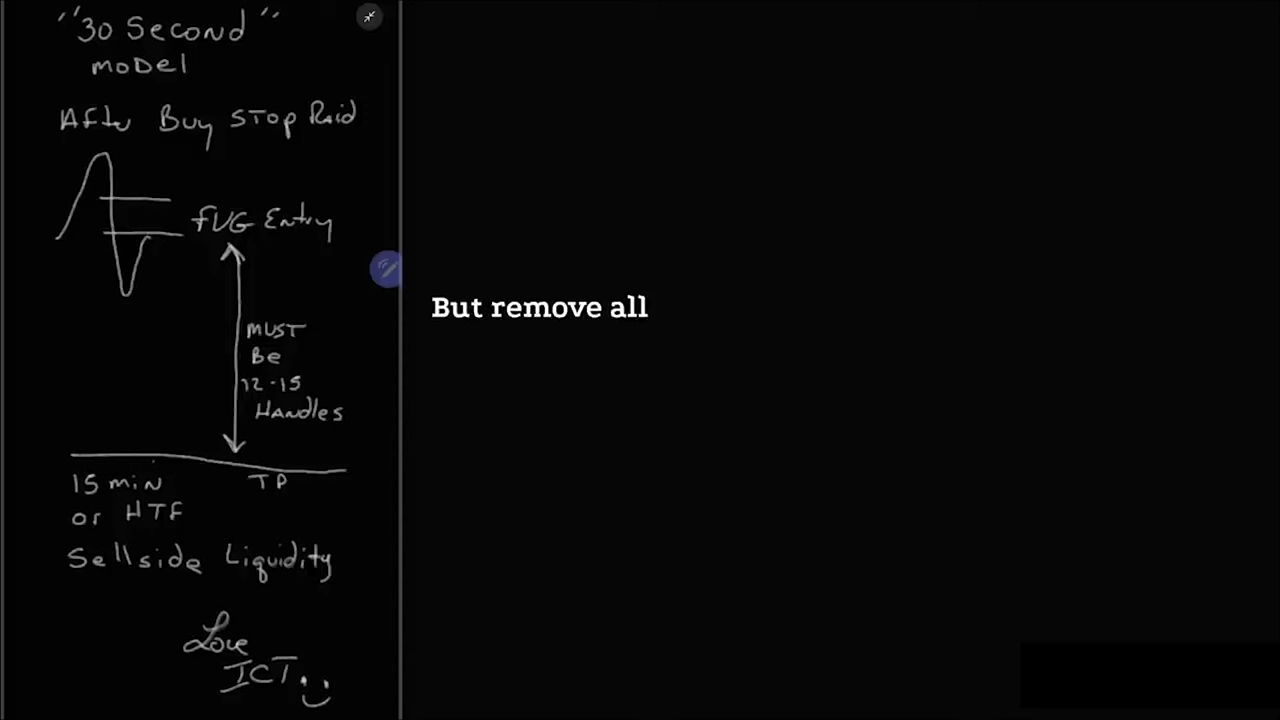 "30 Second"
moDel
After Buy STop Raid
FVG Entry
MUST
Be
12-15
HANdles
15 miN
or HTF
TP
Sellside Liquidity
Love
ICT
But remove all